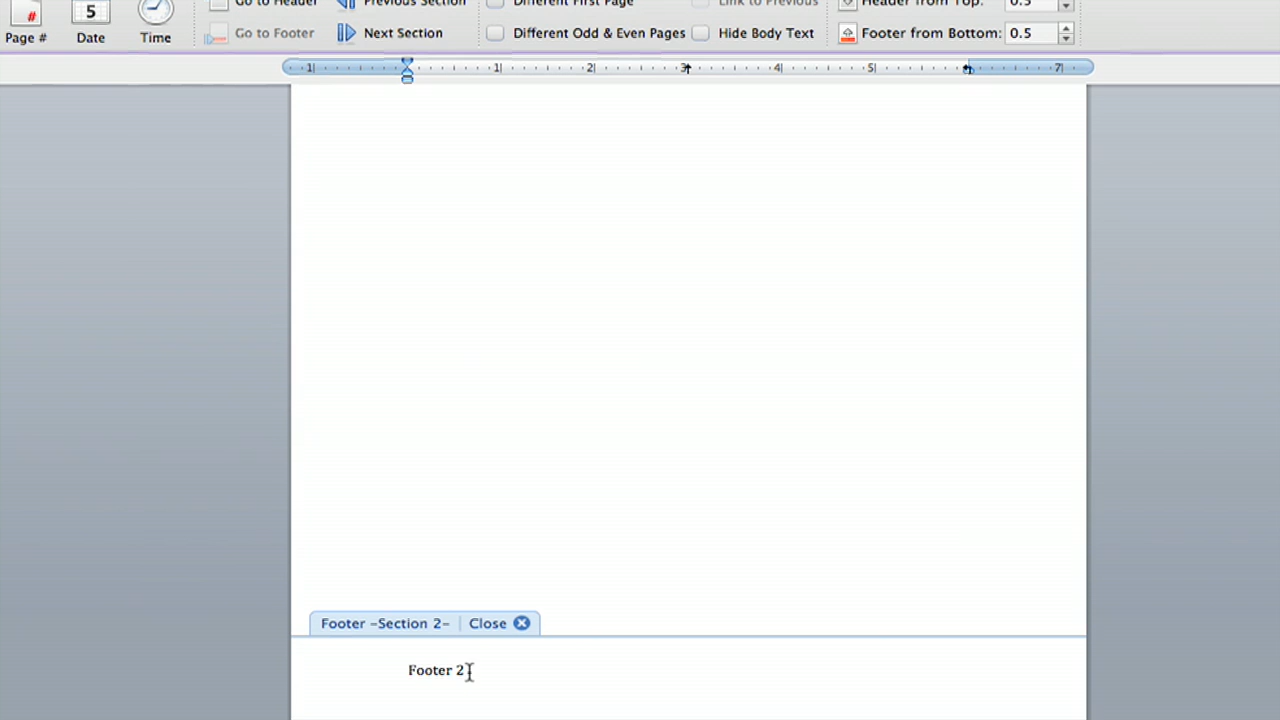 Go to Header Previous Section Different First Page Link to Previous Header from Top: 0.5
# 5
Page # Date Time Go to Footer Next Section Different Odd & Even Pages Hide Body Text Footer from Bottom: 0.5
1 1 2 3 4 5 7
Footer -Section 2- Close
Footer 2